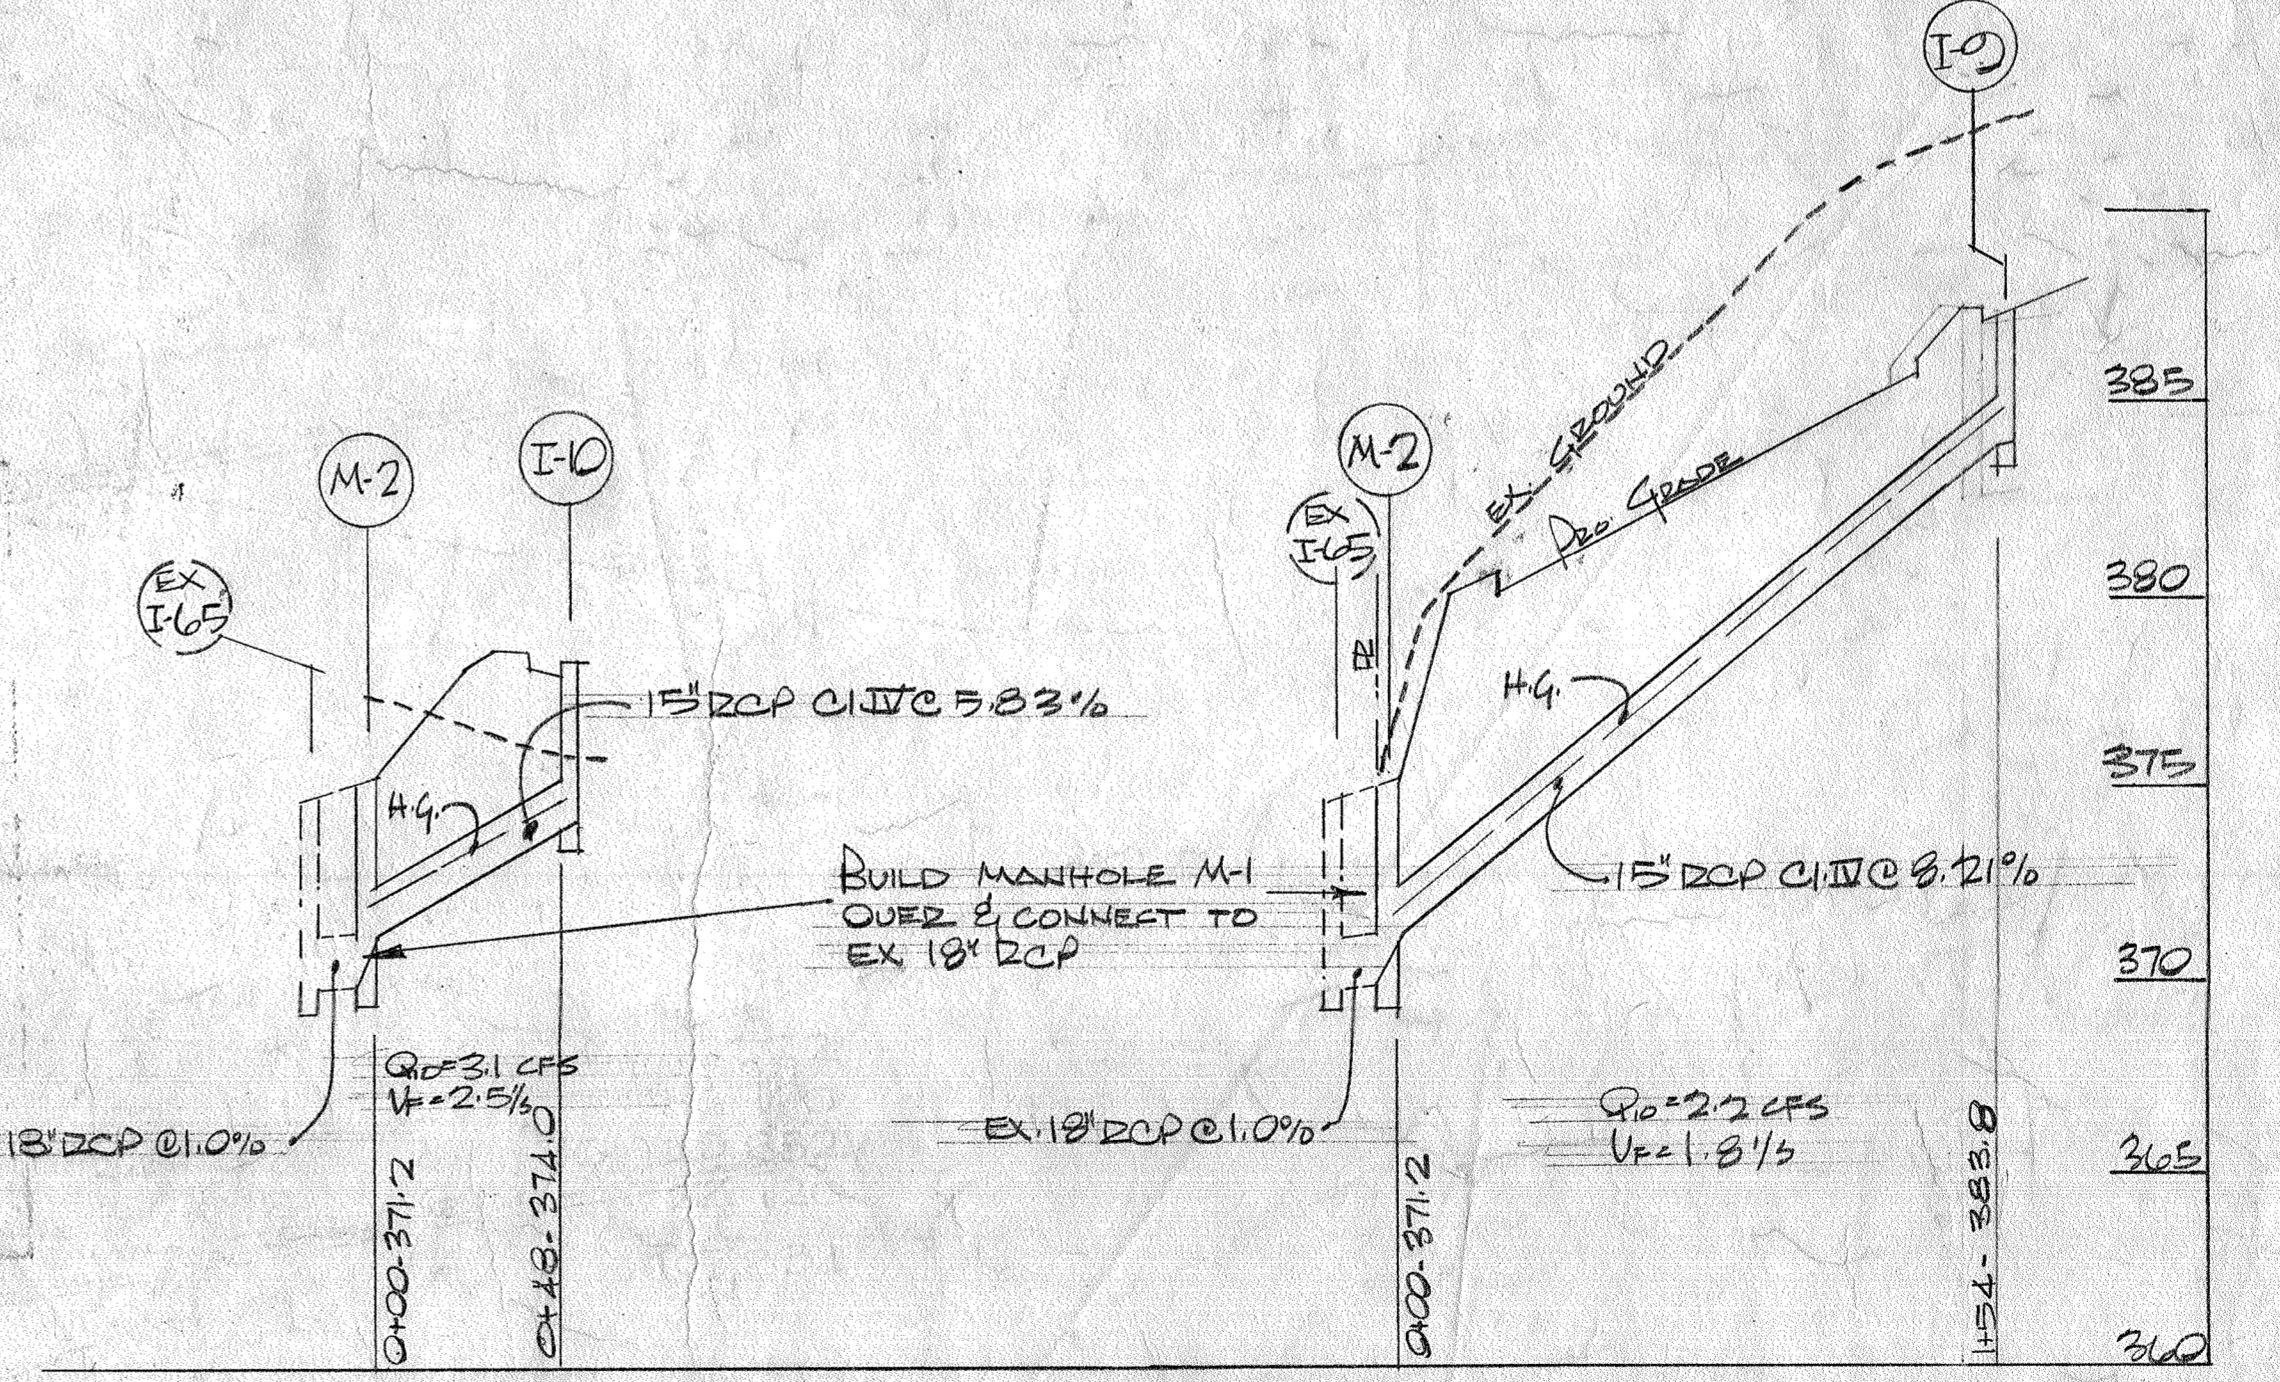 I-9
385
EX. GROUND
PRO. GRADE
M-2
I-10
M-2
EX
I-65
EX
I-65
380
H.G.
15" RCP Cl. IV @ 5.83%
375
H.G.
BUILD MANHOLE M-1
OVER & CONNECT TO
EX 18" RCP
15" RCP Cl. IV @ 8.21%
370
Q10=3.1 CFS
VF=2.5'/s
18" RCP @ 1.0%
EX. 18" RCP @ 1.0%
Q10=2.2 CFS
VF=1.8'/s
365
0+00-371.2
0+48-374.0
0+00-371.2
1+54-383.8
360